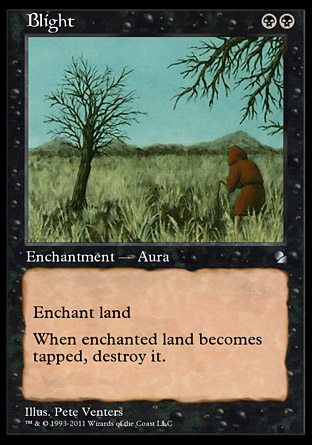 Blight
Enchantment — Aura
Enchant land
When enchanted land becomes
tapped, destroy it.
Illus. Pete Venters
™ & © 1993-2011 Wizards of the Coast LLC